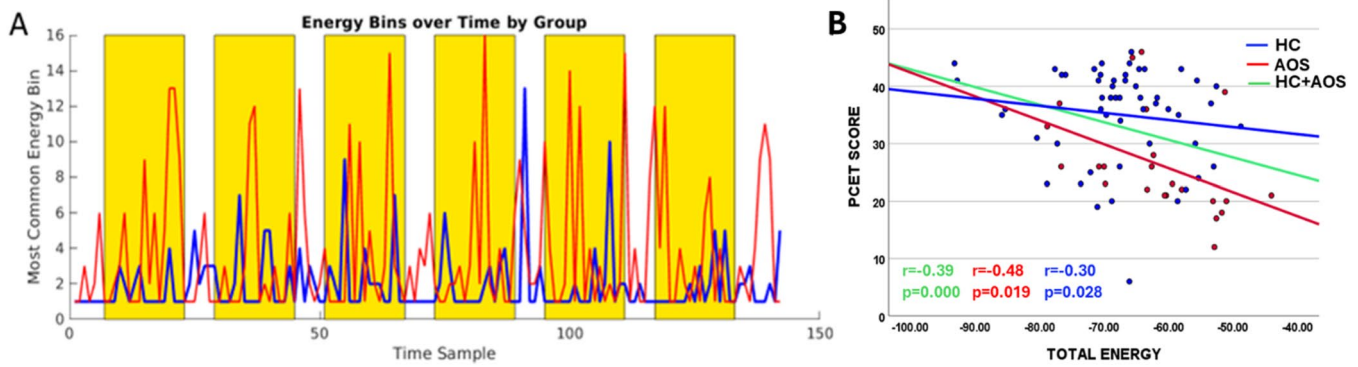 A
Energy Bins over Time by Group
Most Common Energy Bin
16
14
12
10
8
6
4
2
0
0
50
100
150
Time Sample
B
HC
AOS
HC+AOS
PCET SCORE
50
40
30
20
10
0
r=-0.39 r=-0.48 r=-0.30
p=0.000 p=0.019 p=0.028
-100.00 -90.00 -80.00 -70.00 -60.00 -50.00 -40.00
TOTAL ENERGY